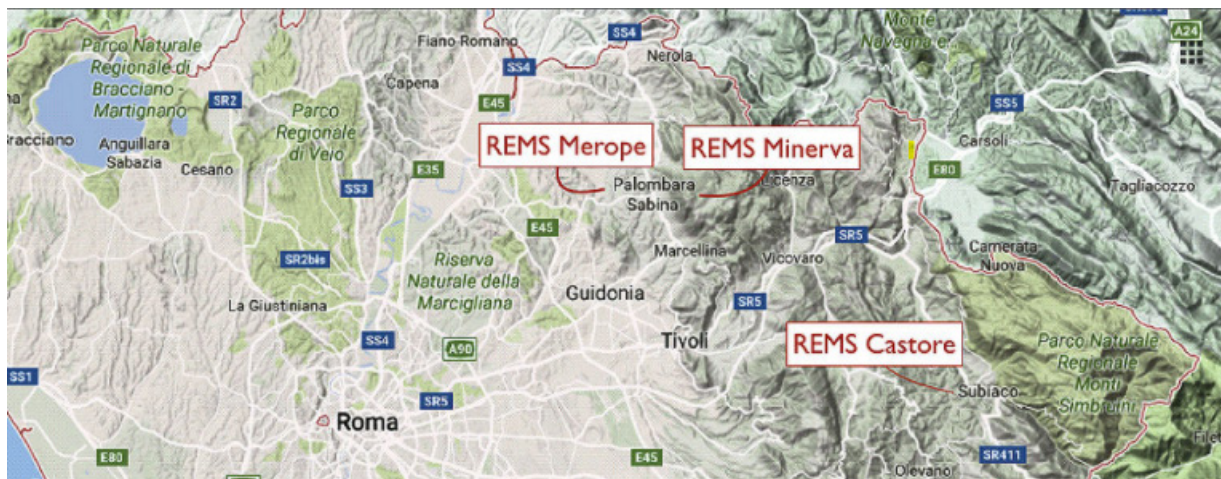 Parco Naturale
Regionale di
Bracciano -
Martignano
Fiano Romano
SS4
SS4
Nerola
Monte
Navegna e...
A24
Capena
SR2
E45
SS5
Bracciano
Anguillara
Sabazia
Cesano
Parco
Regionale
di Veio
E35
SS3
REMS Merope
REMS Minerva
Carsoli
E80
Palombara
Sabina
Licenza
Tagliacozzo
E45
SR2bis
Riserva
Naturale della
Marcigliana
Marcellina
Vicovaro
SR5
Camerata
Nuova
La Giustiniana
Guidonia
SR5
SS4
A90
Tivoli
REMS Castore
Parco Naturale
Regionale
Monti
Simbruini
SS1
SR5
Subiaco
Roma
E80
E45
SR411
Olevano